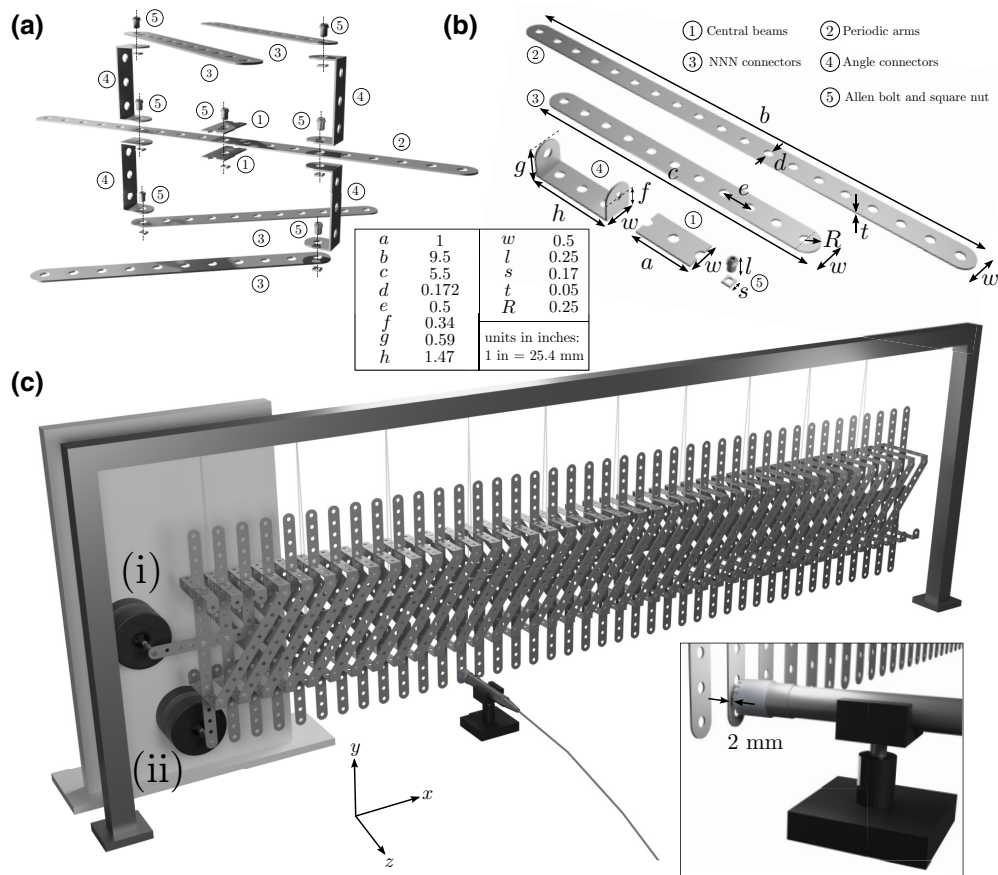 (a)
⑤
⑤
③
③
④
④
⑤
⑤
⑤
①
①
②
④
④
⑤
⑤
③
③
(b)
① Central beams
② Periodic arms
③ NNN connectors
④ Angle connectors
⑤ Allen bolt and square nut
②
③
b
d
c
g
④
e
f
t
h
w
①
R
w
w
a
w
l
s
⑤
a 1 w 0.5
b 9.5 l 0.25
c 5.5 s 0.17
d 0.172 t 0.05
e 0.5 R 0.25
f 0.34
g 0.59 units in inches:
h 1.47 1 in = 25.4 mm
(c)
(i)
(ii)
y
x
z
2 mm